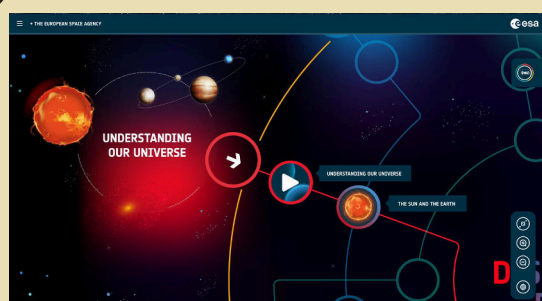 • THE EUROPEAN SPACE AGENCY
esa
UNDERSTANDING
OUR UNIVERSE
UNDERSTANDING OUR UNIVERSE
THE SUN AND THE EARTH